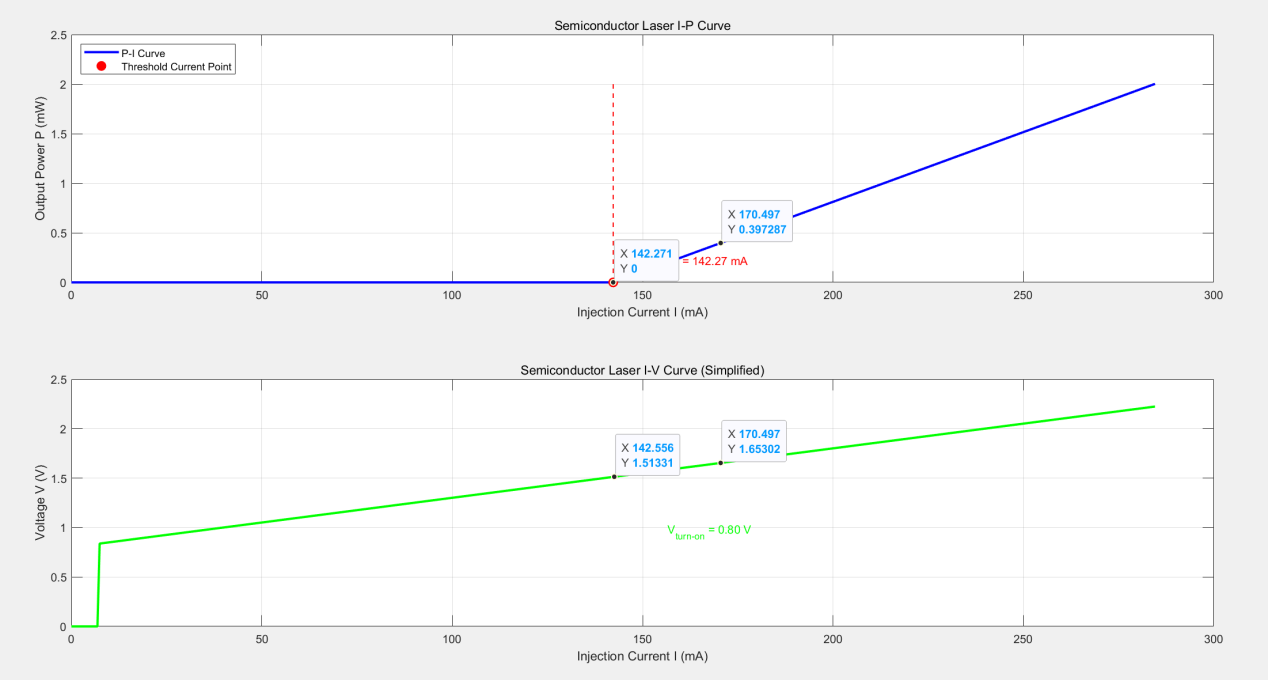 Semiconductor Laser I-P Curve
2.5
2
1.5
1
0.5
0
Output Power P (mW)
P-I Curve
Threshold Current Point
X 142.271
Y 0
= 142.27 mA
X 170.497
Y 0.397287
0 50 100 150 200 250 300
Injection Current I (mA)
Semiconductor Laser I-V Curve (Simplified)
2.5
2
1.5
1
0.5
0
Voltage V (V)
X 142.556
Y 1.51331
X 170.497
Y 1.65302
V turn-on = 0.80 V
0 50 100 150 200 250 300
Injection Current I (mA)